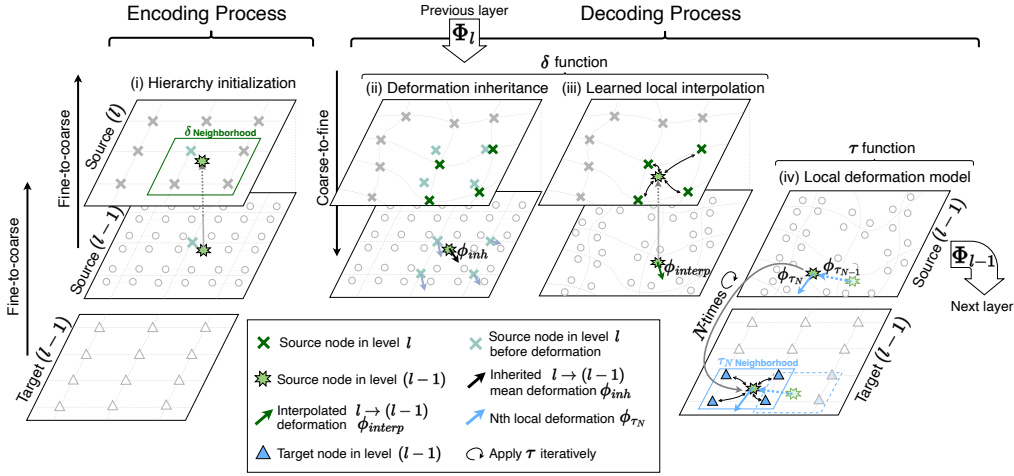 Encoding Process
Previous layer
Decoding Process
Φ_l
δ function
(i) Hierarchy initialization
(ii) Deformation inheritance
(iii) Learned local interpolation
Fine-to-coarse
Source (l)
δ Neighborhood
Coarse-to-fine
τ function
(iv) Local deformation model
Fine-to-coarse
Source (l − 1)
ϕ_inh
ϕ_interp
ϕ_τ_N
ϕ_τ_N−1
Source (l − 1)
Φ_l−1
Next layer
N-times
Target (l − 1)
τ_N Neighborhood
Target (l − 1)
Source node in level l
Source node in level l
before deformation
Source node in level (l − 1)
Inherited l → (l − 1)
mean deformation ϕ_inh
Interpolated l → (l − 1)
deformation ϕ_interp
Nth local deformation ϕ_τ_N
Target node in level (l − 1)
Apply τ iteratively